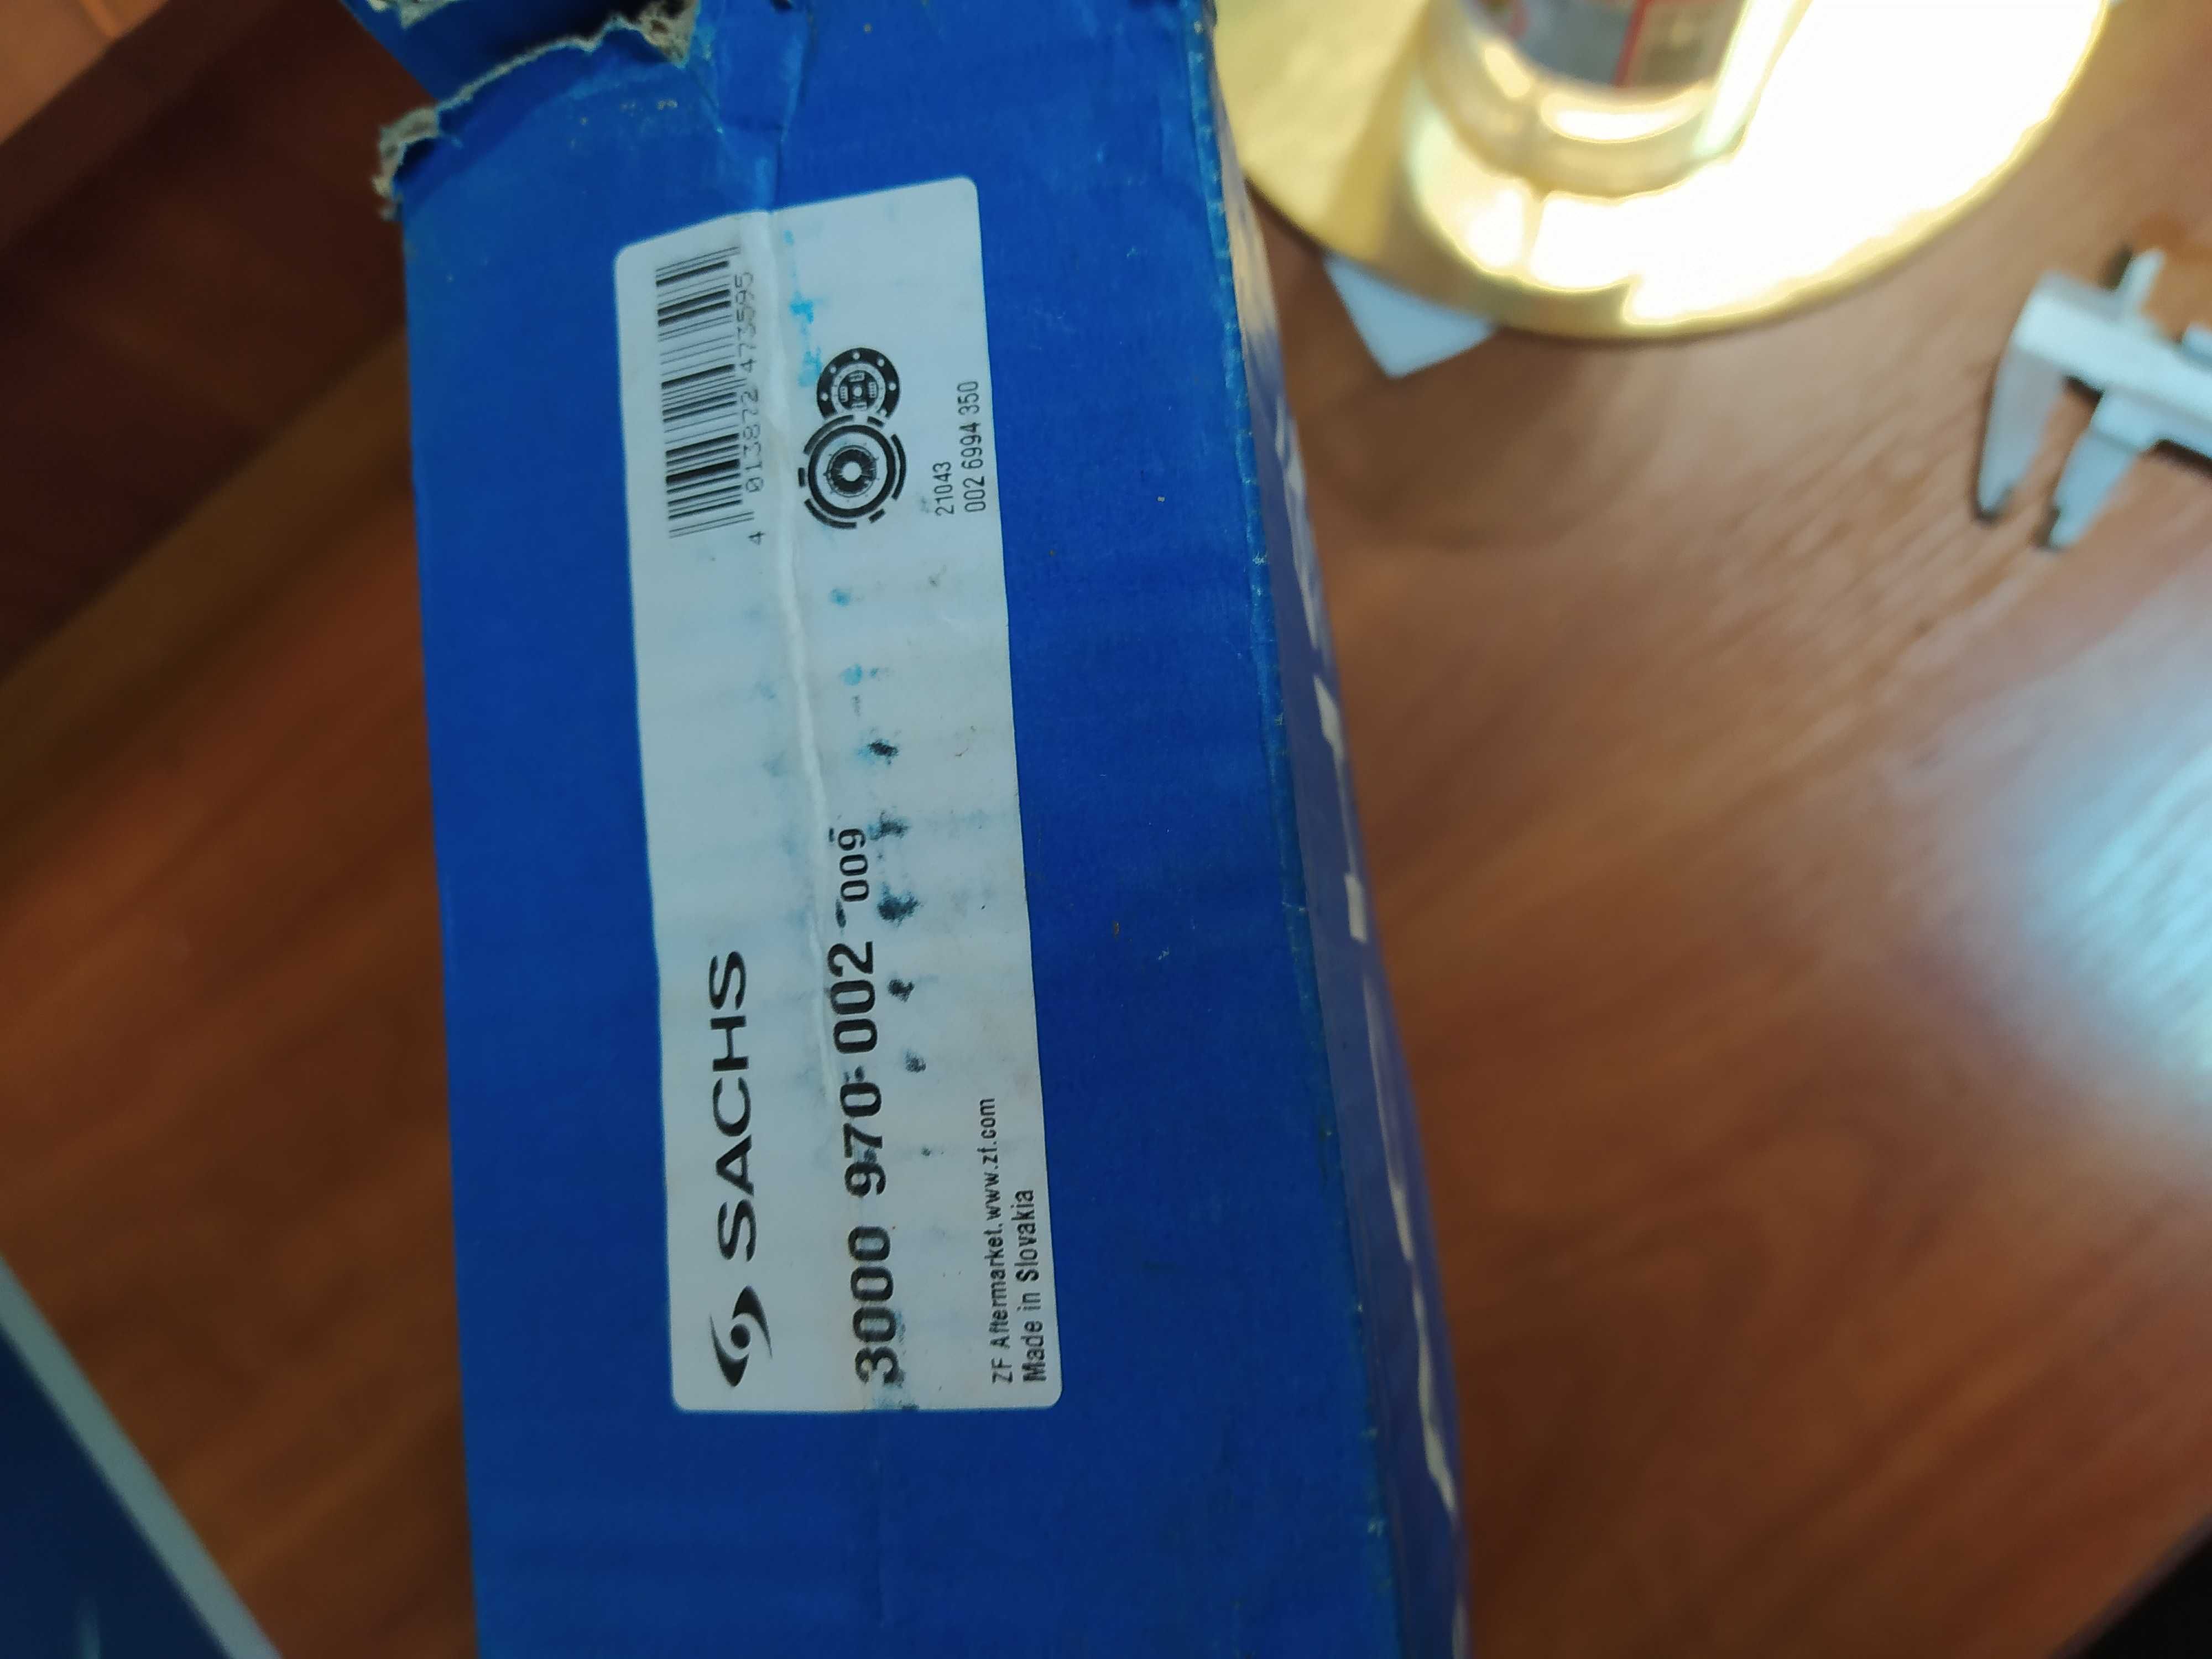 SACHS
4 013872 473595
3000 970-002 -009
21043
002 6994 350
ZF Aftermarket.www.zf.com
Made in Slovakia